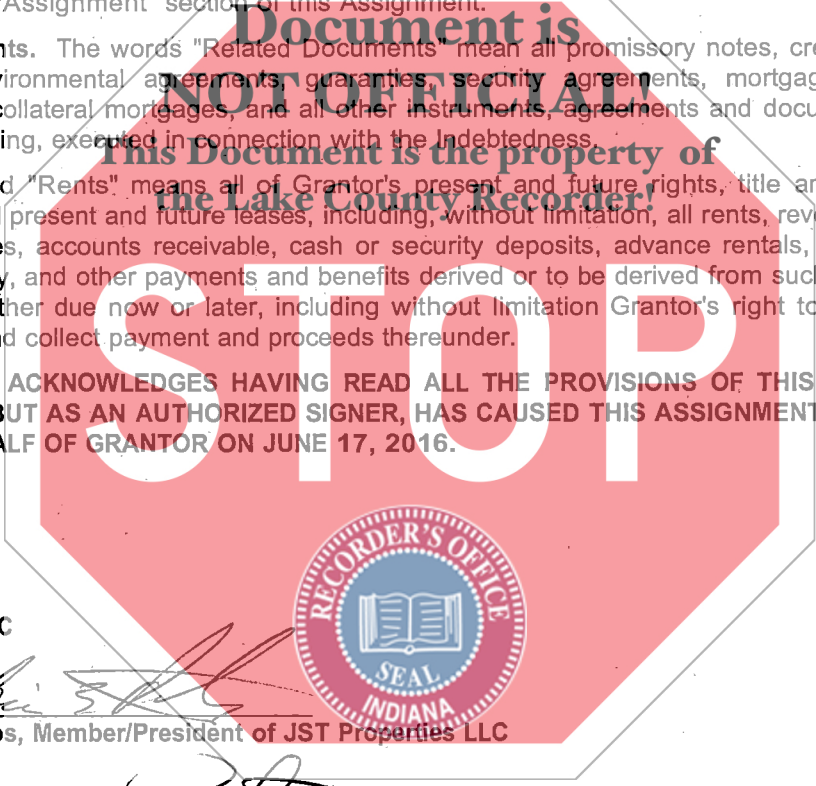 Assignment" section of this Assignment.
Document is
nts. The words "Related Documents" mean all promissory notes, cre
vironmental agreements, guaranties, security agreements, mortgag
NOT OFFICIAL!
collateral mortgages, and all other instruments, agreements and docu
ing, executed in connection with the Indebtedness.
This Document is the property of
d "Rents" means all of Grantor's present and future rights, title an
the Lake County Recorder!
present and future leases, including, without limitation, all rents, reve
es, accounts receivable, cash or security deposits, advance rentals,
y, and other payments and benefits derived or to be derived from such
ther due now or later, including without limitation Grantor's right to
d collect payment and proceeds thereunder.
STOP
ACKNOWLEDGES HAVING READ ALL THE PROVISIONS OF THIS
BUT AS AN AUTHORIZED SIGNER, HAS CAUSED THIS ASSIGNMENT
ALF OF GRANTOR ON JUNE 17, 2016.
RECORDER'S OFFICE
SEAL
INDIANA
C
os, Member/President of JST Properties LLC